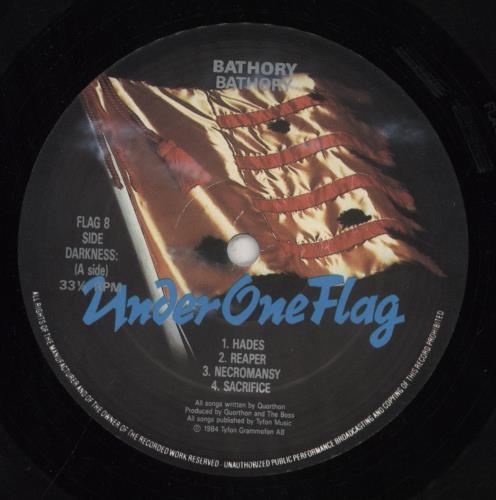 BATHORY
BATHORY
FLAG 8
SIDE
DARKNESS:
(A side)
33⅓ RPM
Under One Flag
1. HADES
2. REAPER
3. NECROMANSY
4. SACRIFICE
All songs written by Quorthon
Produced by Quorthon and The Boss
All songs published by Tyfon Music
Ⓟ 1984 Tyfon Grammofon AB
ALL RIGHTS OF THE MANUFACTURER AND OF THE OWNER OF THE RECORDED WORK RESERVED - UNAUTHORIZED PUBLIC PERFORMANCE BROADCASTING AND COPYING OF THIS RECORD PROHIBITED